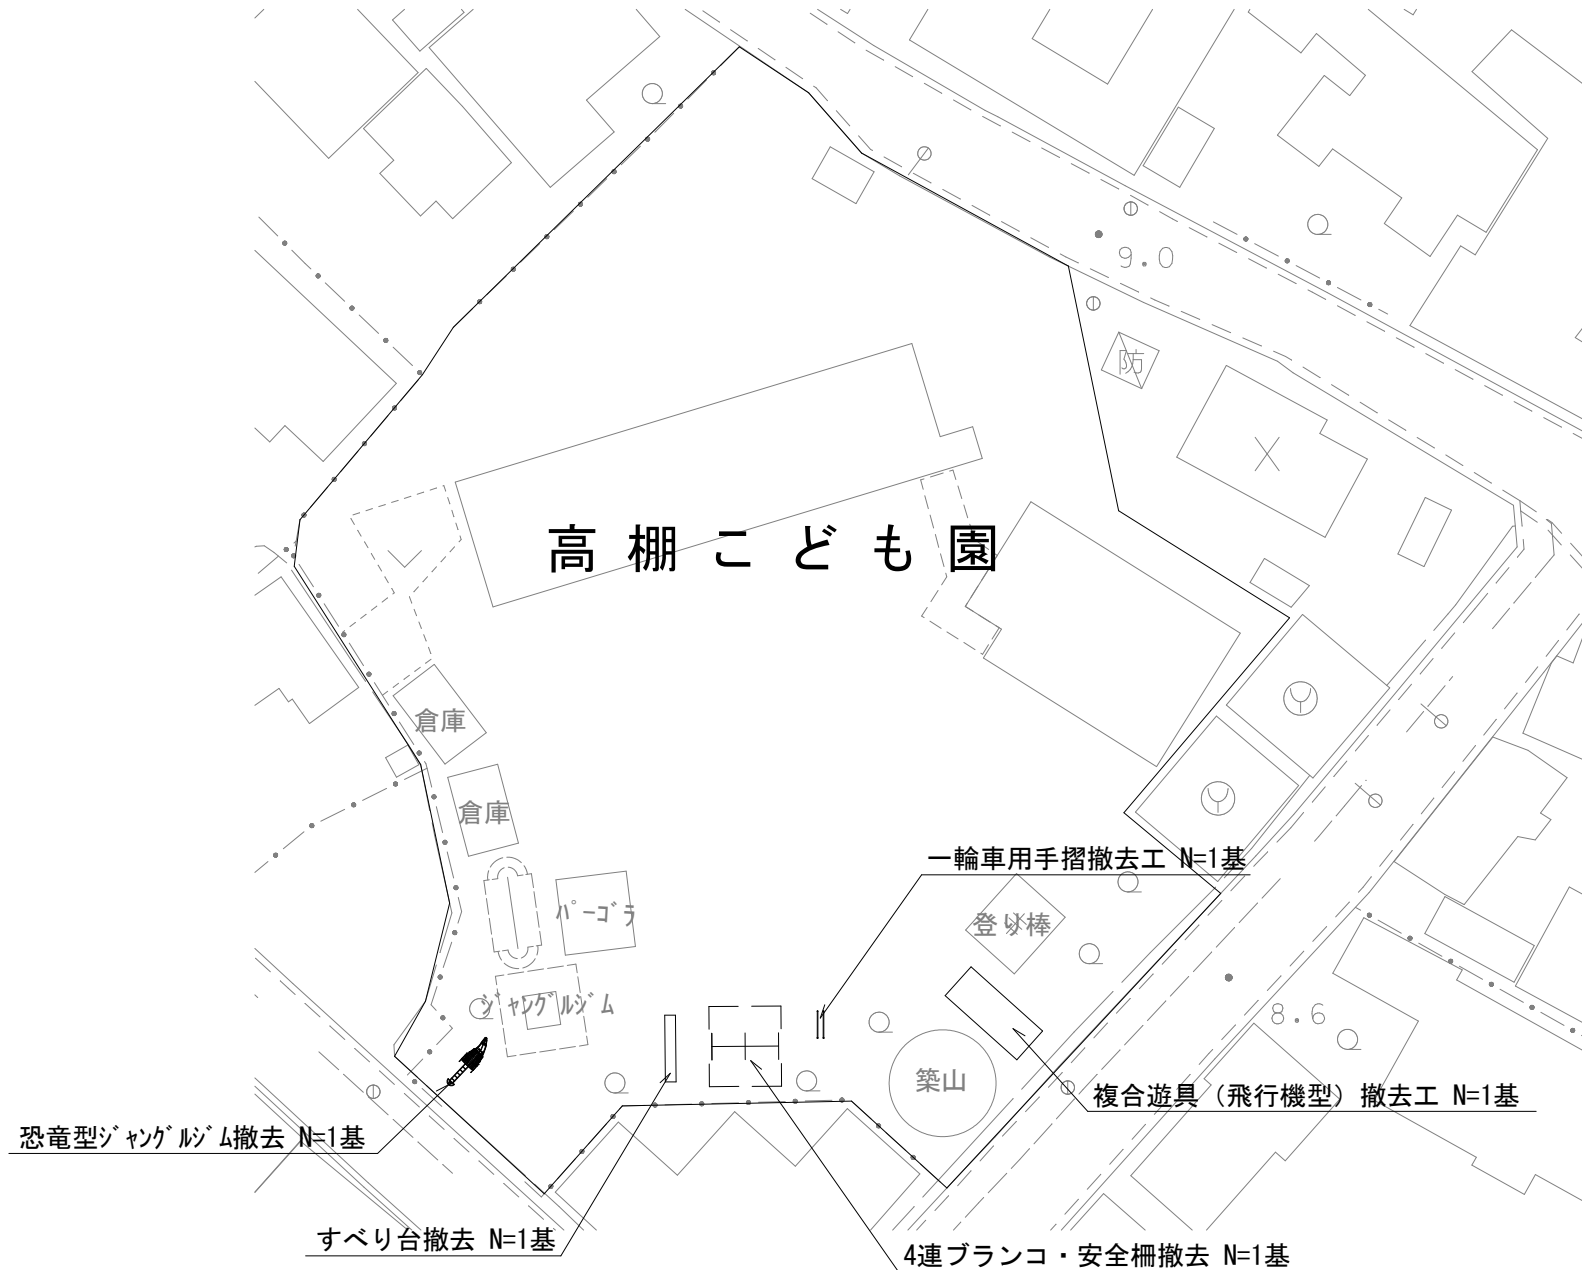 9.0
防
高棚こども園
倉庫
倉庫
一輪車用手摺撤去工 N=1基
パーゴラ
登り棒
ジャングルジム
8.6
築山
複合遊具（飛行機型）撤去工 N=1基
恐竜型ジャングルジム撤去 N=1基
すべり台撤去 N=1基
4連ブランコ・安全柵撤去 N=1基